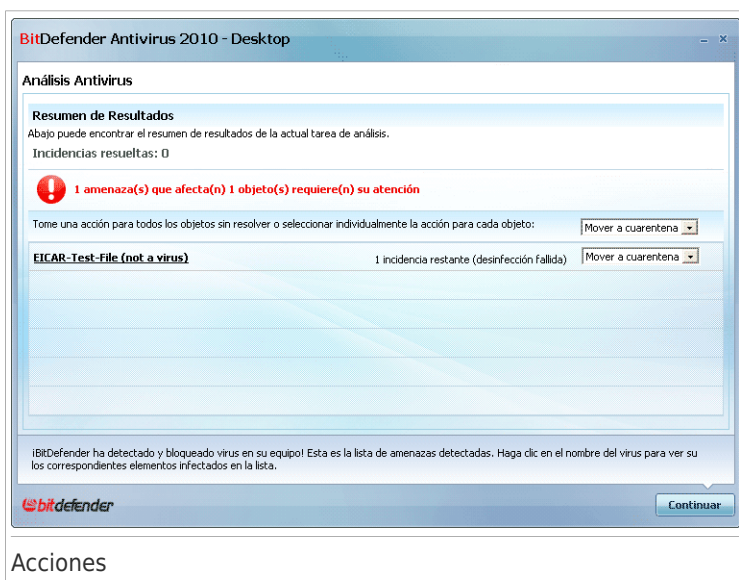 BitDefender Antivirus 2010 - Desktop
Análisis Antivirus
Resumen de Resultados
Abajo puede encontrar el resumen de resultados de la actual tarea de análisis.
Incidencias resueltas: 0
1 amenaza(s) que afecta(n) 1 objeto(s) requiere(n) su atención
Tome una acción para todos los objetos sin resolver o seleccionar individualmente la acción para cada objeto: Mover a cuarentena
EICAR-Test-File (not a virus) 1 incidencia restante (desinfección fallida) Mover a cuarentena
¡BitDefender ha detectado y bloqueado virus en su equipo! Esta es la lista de amenazas detectadas. Haga clic en el nombre del virus para ver su
los correspondientes elementos infectados en la lista.
bitdefender
Continuar
Acciones